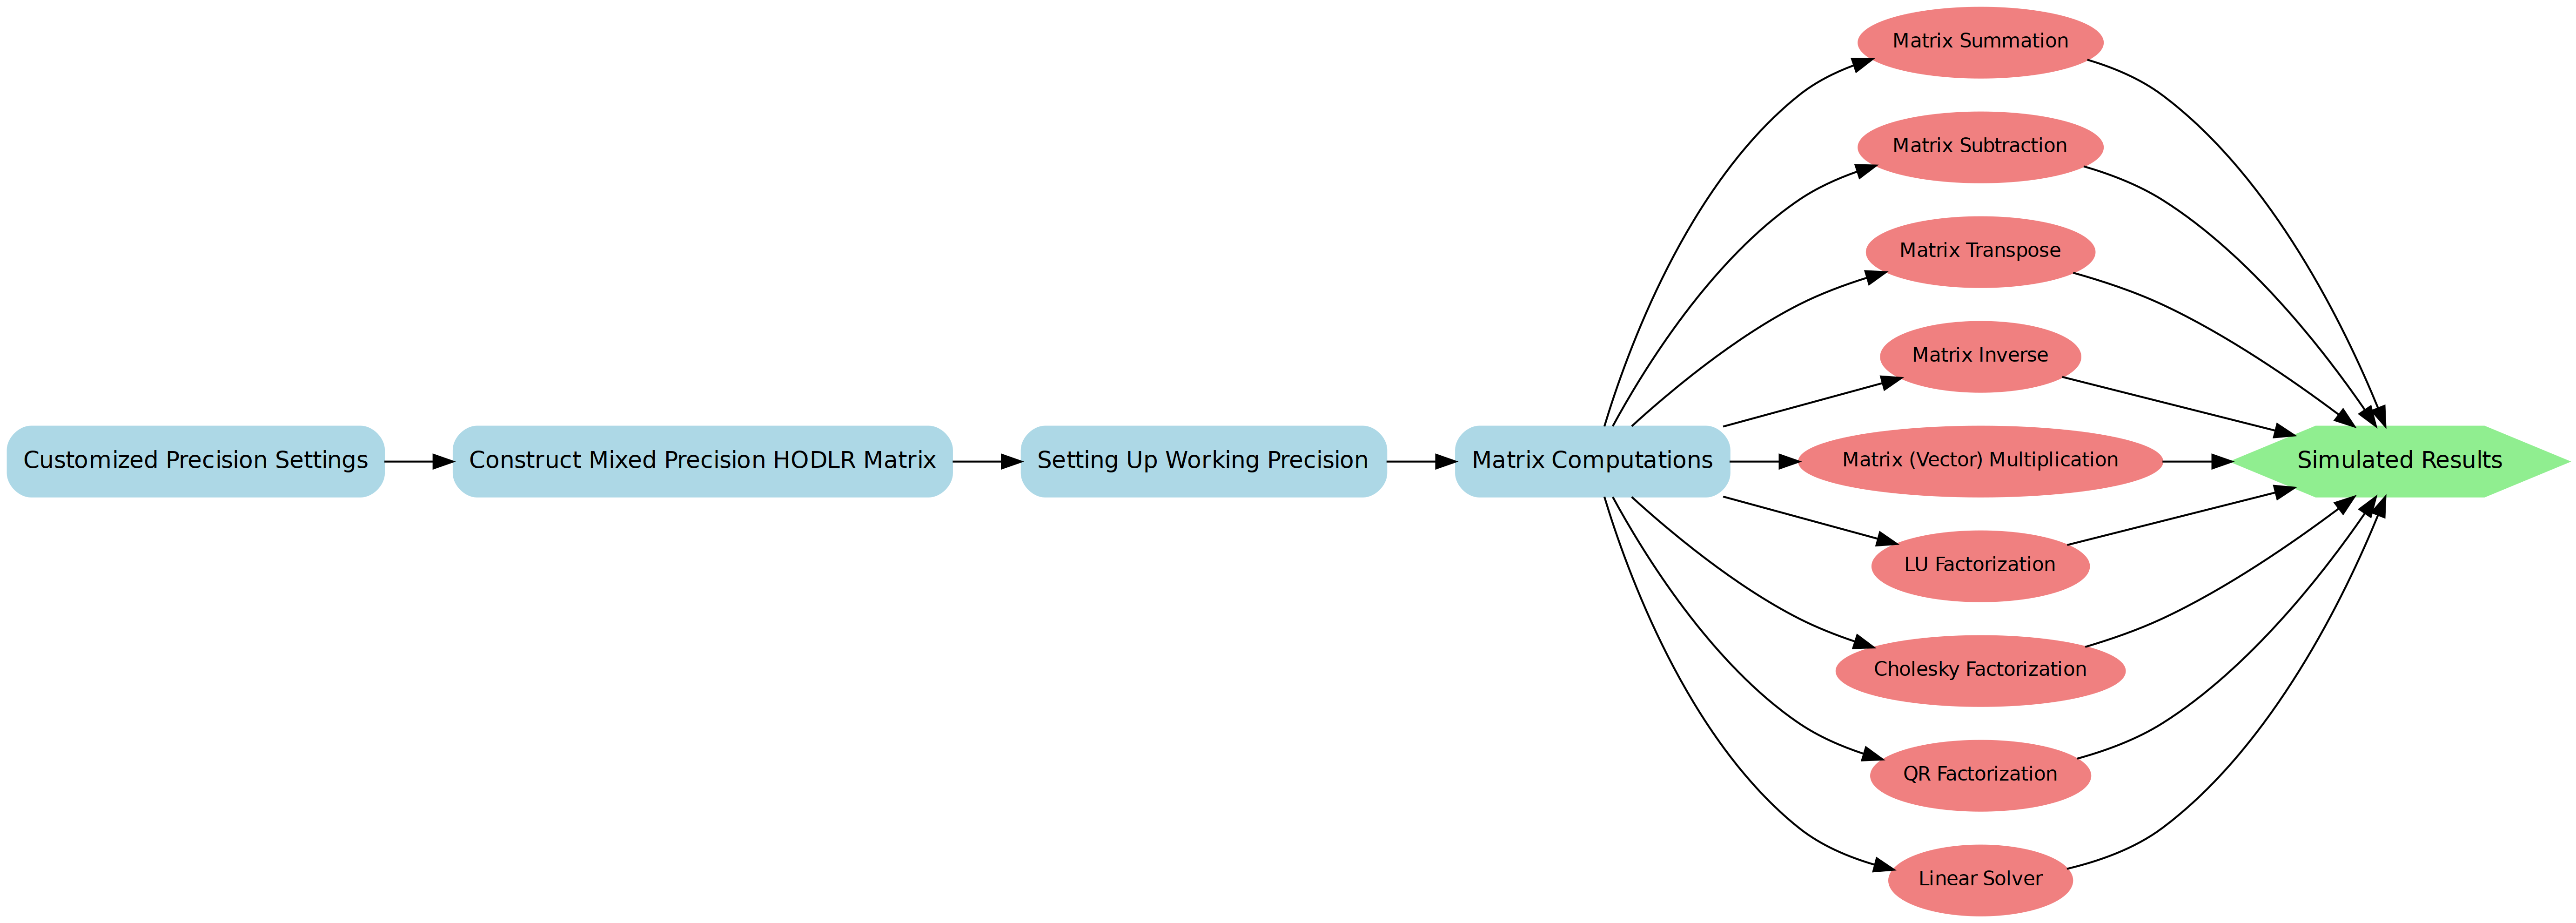 Customized Precision Settings
Construct Mixed Precision HODLR Matrix
Setting Up Working Precision
Matrix Computations
Matrix Summation
Matrix Subtraction
Matrix Transpose
Matrix Inverse
Matrix (Vector) Multiplication
LU Factorization
Cholesky Factorization
QR Factorization
Linear Solver
Simulated Results